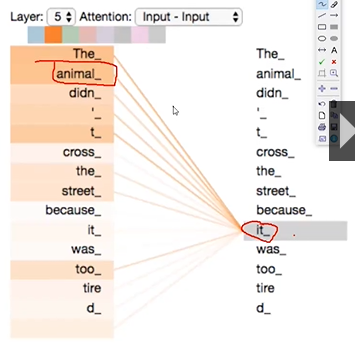 Layer: 5 Attention: Input - Input
The_ The_
animal_ animal_
didn_ didn_
'_ '_
t_ t_
cross_ cross_
the_ the_
street_ street_
because_ because_
it_ it_
was_ was_
too_ too_
tire tire
d_ d_